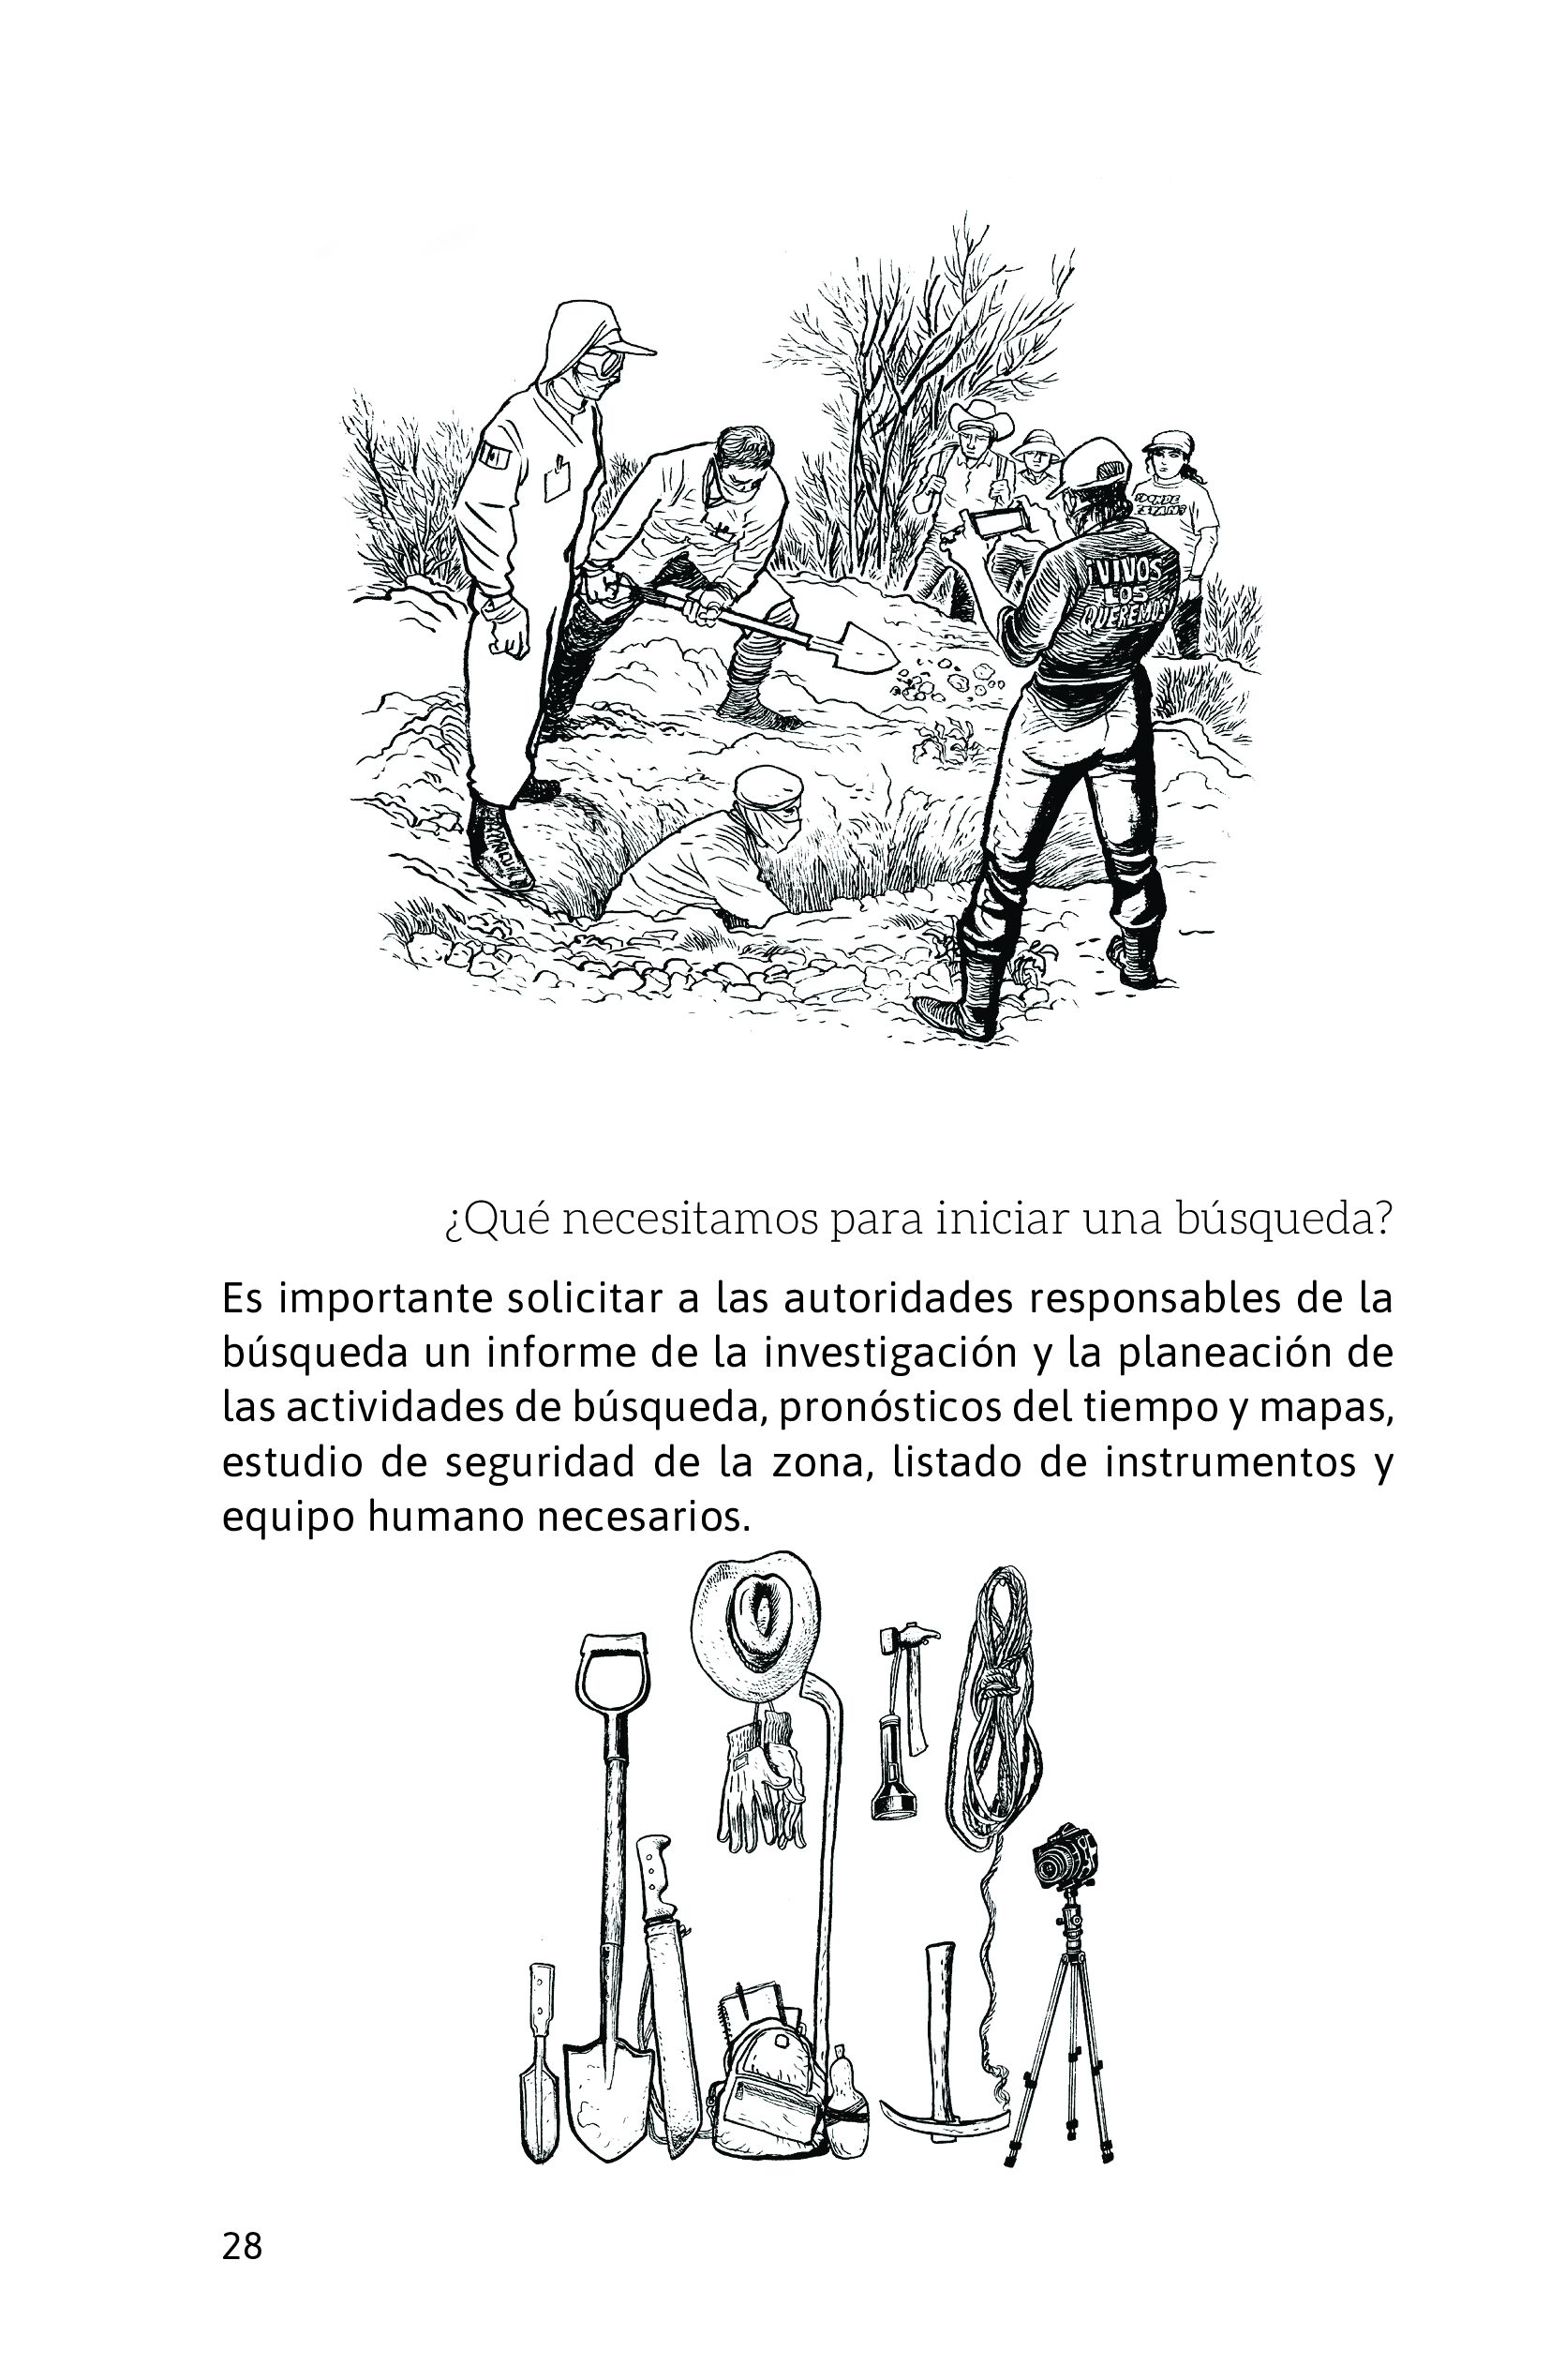 ¿DÓNDE
ESTÁN?
¡VIVOS
LOS
QUEREMOS!
¿Qué necesitamos para iniciar una búsqueda?
Es importante solicitar a las autoridades responsables de la
búsqueda un informe de la investigación y la planeación de
las actividades de búsqueda, pronósticos del tiempo y mapas,
estudio de seguridad de la zona, listado de instrumentos y
equipo humano necesarios.
28